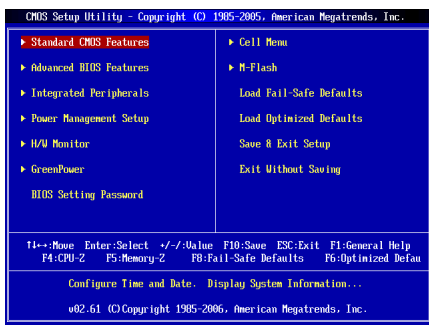 CMOS Setup Utility - Copyright (C) 1985-2005, American Megatrends, Inc.
▶ Standard CMOS Features
▶ Advanced BIOS Features
▶ Integrated Peripherals
▶ Power Management Setup
▶ H/W Monitor
▶ GreenPower
BIOS Setting Password
▶ Cell Menu
▶ M-Flash
Load Fail-Safe Defaults
Load Optimized Defaults
Save & Exit Setup
Exit Without Saving
↑↓←→:Move Enter:Select +/-/:Value F10:Save ESC:Exit F1:General Help
F4:CPU-Z F5:Memory-Z F8:Fail-Safe Defaults F6:Optimized Defau
Configure Time and Date. Display System Information...
v02.61 (C)Copyright 1985-2006, American Megatrends, Inc.